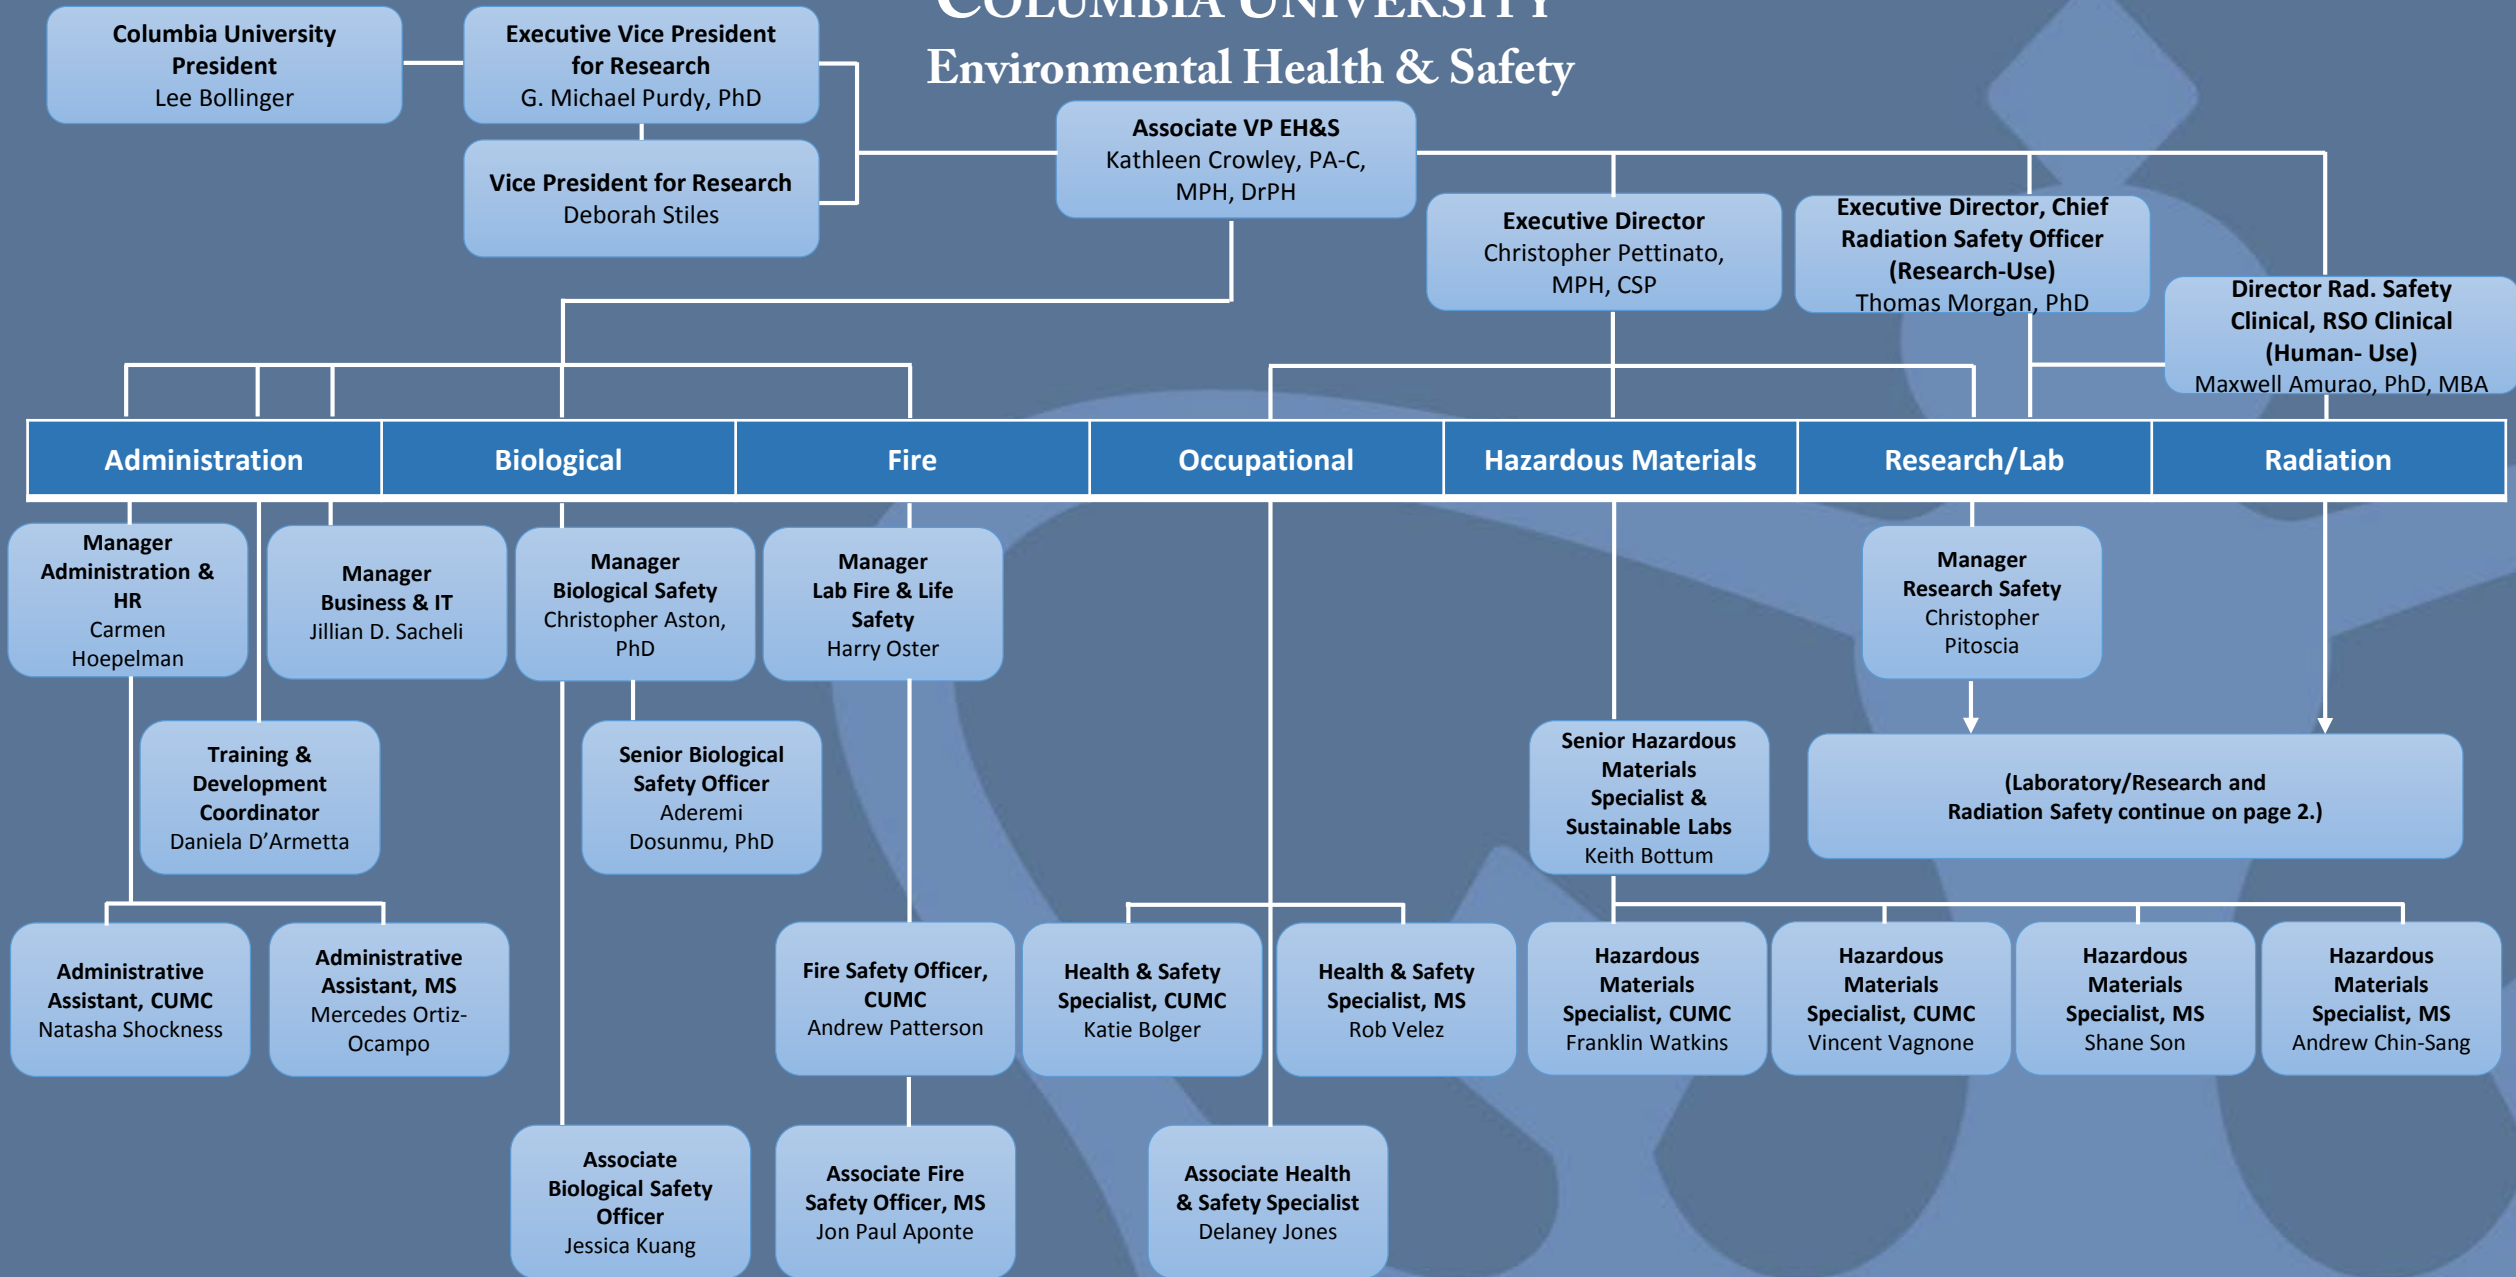 COLUMBIA UNIVERSITY
Environmental Health & Safety
Columbia University
President
Lee Bollinger
Executive Vice President
for Research
G. Michael Purdy, PhD
Vice President for Research
Deborah Stiles
Associate VP EH&S
Kathleen Crowley, PA-C,
MPH, DrPH
Executive Director
Christopher Pettinato,
MPH, CSP
Executive Director, Chief
Radiation Safety Officer
(Research-Use)
Thomas Morgan, PhD
Director Rad. Safety
Clinical, RSO Clinical
(Human- Use)
Maxwell Amurao, PhD, MBA
Administration
Biological
Fire
Occupational
Hazardous Materials
Research/Lab
Radiation
Manager
Administration &
HR
Carmen
Hoepelman
Manager
Business & IT
Jillian D. Sacheli
Manager
Biological Safety
Christopher Aston,
PhD
Manager
Lab Fire & Life
Safety
Harry Oster
Manager
Research Safety
Christopher
Pitoscia
Training &
Development
Coordinator
Daniela D’Armetta
Senior Biological
Safety Officer
Aderemi
Dosunmu, PhD
Senior Hazardous
Materials
Specialist &
Sustainable Labs
Keith Bottum
(Laboratory/Research and
Radiation Safety continue on page 2.)
Administrative
Assistant, CUMC
Natasha Shockness
Administrative
Assistant, MS
Mercedes Ortiz-
Ocampo
Fire Safety Officer,
CUMC
Andrew Patterson
Health & Safety
Specialist, CUMC
Katie Bolger
Health & Safety
Specialist, MS
Rob Velez
Hazardous
Materials
Specialist, CUMC
Franklin Watkins
Hazardous
Materials
Specialist, CUMC
Vincent Vagnone
Hazardous
Materials
Specialist, MS
Shane Son
Hazardous
Materials
Specialist, MS
Andrew Chin-Sang
Associate
Biological Safety
Officer
Jessica Kuang
Associate Fire
Safety Officer, MS
Jon Paul Aponte
Associate Health
& Safety Specialist
Delaney Jones